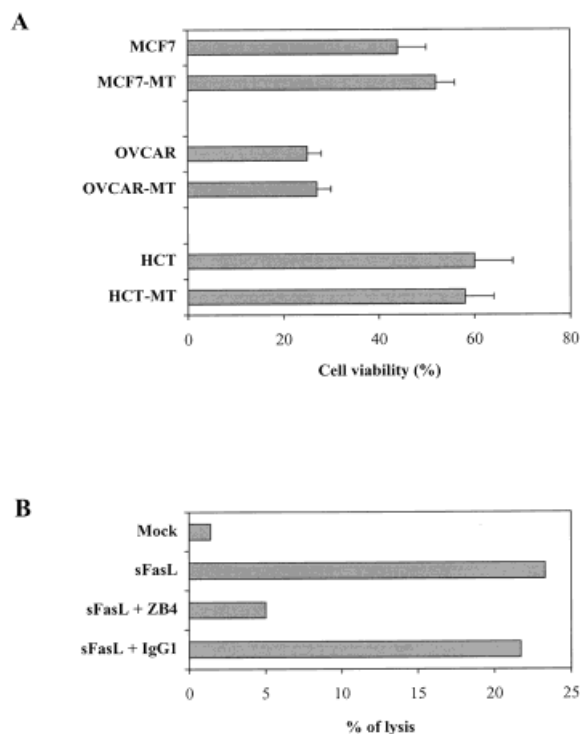 A
MCF7
MCF7-MT
OVCAR
OVCAR-MT
HCT
HCT-MT
0 20 40 60 80
Cell viability (%)
B
Mock
sFasL
sFasL + ZB4
sFasL + IgG1
0 5 10 15 20 25
% of lysis